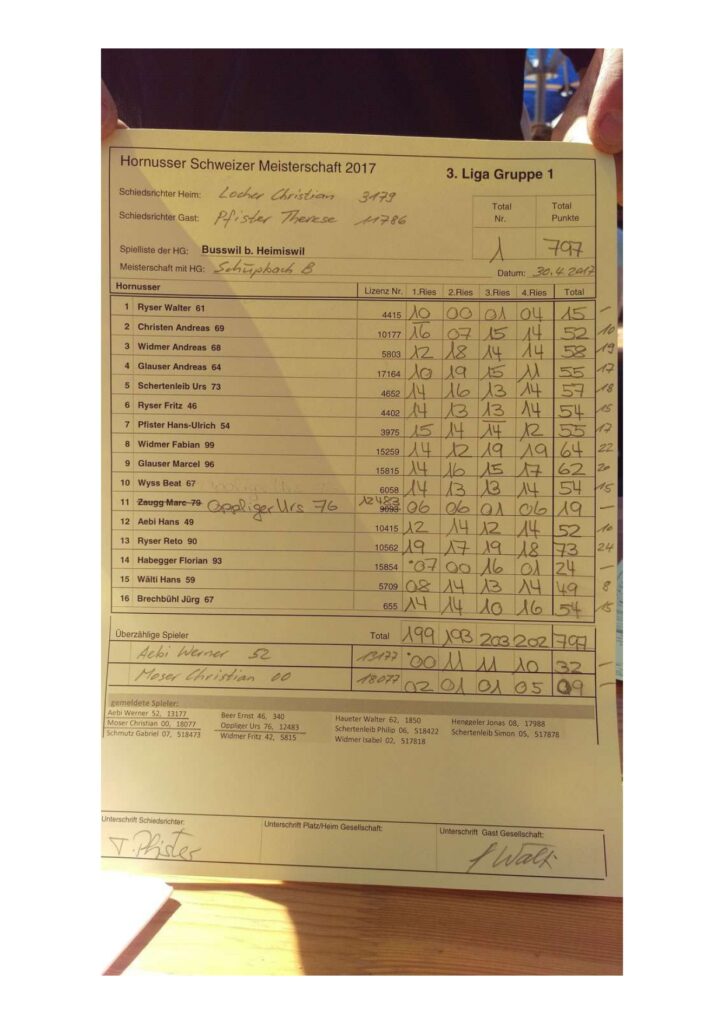 Hornusser Schweizer Meisterschaft 2017 3. Liga Gruppe 1
Schiedsrichter Heim: Locher Christian 3179
Schiedsrichter Gast: Pfister Therese 11786
Total Nr. Total Punkte
1 797
Spielliste der HG: Busswil b. Heimiswil
Meisterschaft mit HG: Schüpbach B Datum: 30.4.2017
Hornusser Lizenz Nr. 1.Ries 2.Ries 3.Ries 4.Ries Total
1 Ryser Walter 61 4415 10 00 01 04 15 –
2 Christen Andreas 69 10177 16 07 15 14 52 10
3 Widmer Andreas 68 5803 12 18 14 14 58 19
4 Glauser Andreas 64 17164 10 19 15 11 55 17
5 Schertenleib Urs 73 4652 14 16 13 14 57 18
6 Ryser Fritz 46 4402 14 13 13 14 54 15
7 Pfister Hans-Ulrich 54 3975 15 14 14 12 55 17
8 Widmer Fabian 99 15259 14 12 19 19 64 22
9 Glauser Marcel 96 15815 14 16 15 17 62 20
10 Wyss Beat 67 6058 14 13 13 14 54 15
11 Zaugg Marc 79 Oppliger Urs 76 12483 9093 06 06 01 06 19 –
12 Aebi Hans 49 10415 12 14 12 14 52 10
13 Ryser Reto 90 10562 19 17 19 18 73 24
14 Habegger Florian 93 15854 •07 00 16 01 24 –
15 Wälti Hans 59 5709 08 14 13 14 49 8
16 Brechbühl Jürg 67 655 14 14 10 16 54 15
Überzählige Spieler Total 199 193 203 202 797
Aebi Werner 52 13177 •00 11 11 10 32 –
Moser Christian 00 18077 02 01 01 05 09 –
gemeldete Spieler:
Aebi Werner 52, 13177 Beer Ernst 46, 340 Haueter Walter 62, 1850 Henggeler Jonas 08, 17988
Moser Christian 00, 18077 Oppliger Urs 76, 12483 Schertenleib Philip 06, 518422 Schertenleib Simon 05, 517878
Schmutz Gabriel 07, 518473 Widmer Fritz 42, 5815 Widmer Isabel 02, 517818
Unterschrift Schiedsrichter: Unterschrift Platz/Heim Gesellschaft: Unterschrift Gast Gesellschaft:
T. Pfister